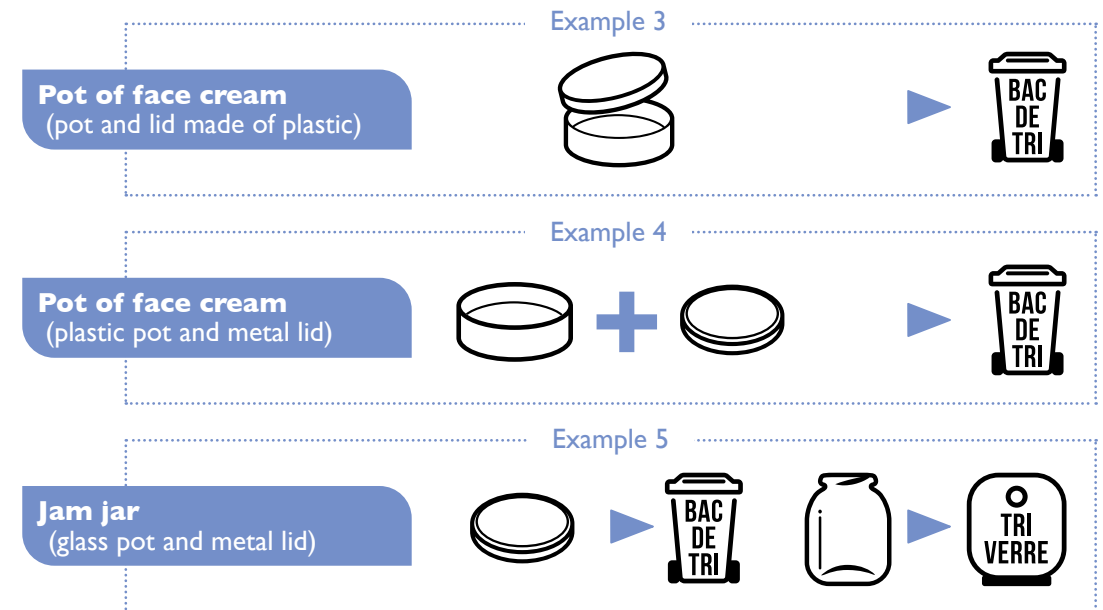 Example 3
Pot of face cream
(pot and lid made of plastic)
BAC
DE
TRI
Example 4
Pot of face cream
(plastic pot and metal lid)
BAC
DE
TRI
Example 5
Jam jar
(glass pot and metal lid)
BAC
DE
TRI
TRI
VERRE